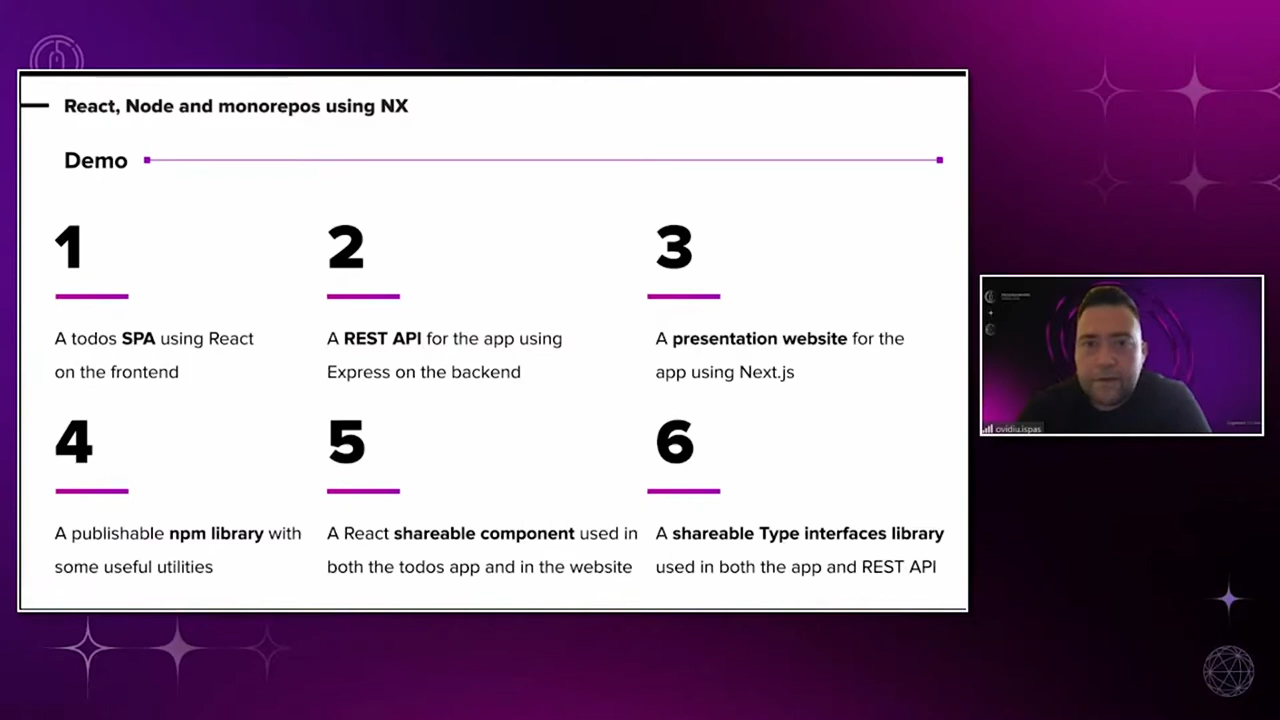 React, Node and monorepos using NX
Demo
1
A todos SPA using React
on the frontend
2
A REST API for the app using
Express on the backend
3
A presentation website for the
app using Next.js
4
A publishable npm library with
some useful utilities
5
A React shareable component used in
both the todos app and in the website
6
A shareable Type interfaces library
used in both the app and REST API
ovidiu.ispas